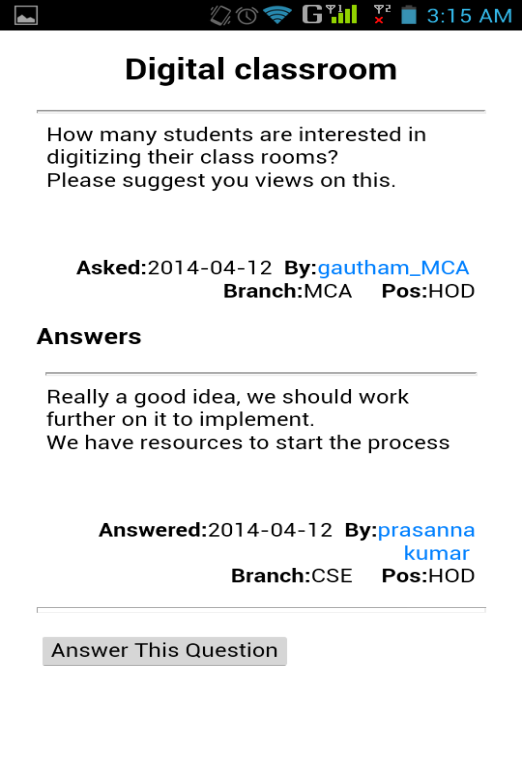 G 1 2 3:15 AM
Digital classroom
How many students are interested in
digitizing their class rooms?
Please suggest you views on this.
Asked:2014-04-12 By:gautham_MCA
Branch:MCA Pos:HOD
Answers
Really a good idea, we should work
further on it to implement.
We have resources to start the process
Answered:2014-04-12 By:prasanna
kumar
Branch:CSE Pos:HOD
Answer This Question